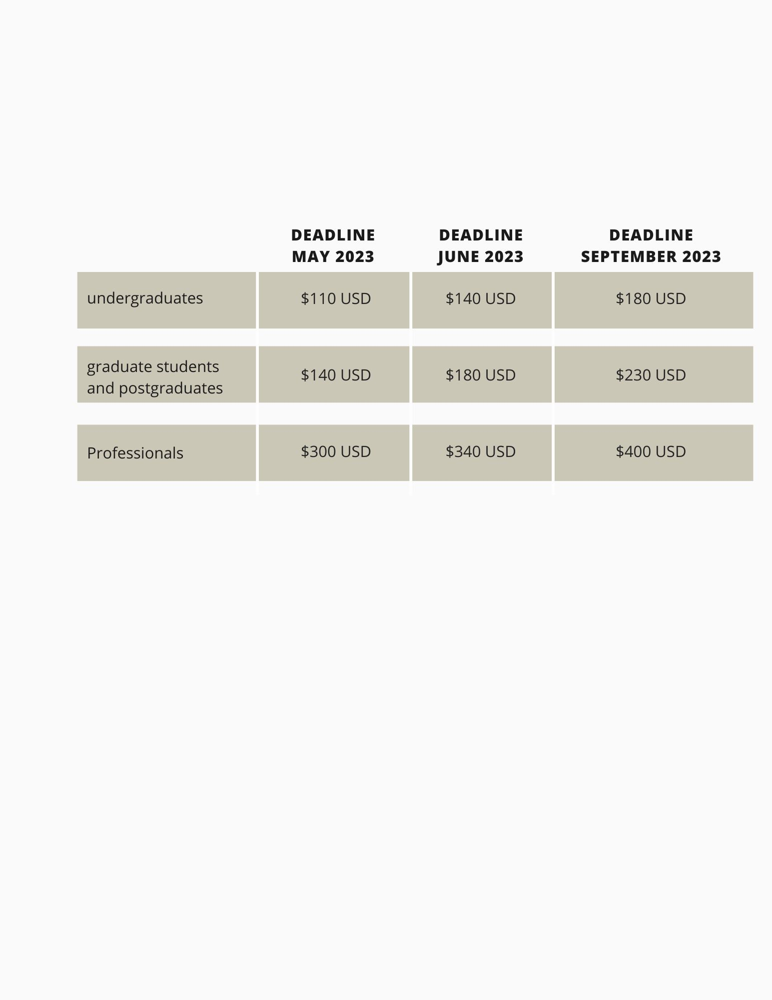 DEADLINE
MAY 2023
DEADLINE
JUNE 2023
DEADLINE
SEPTEMBER 2023
undergraduates
$110 USD
$140 USD
$180 USD
graduate students
and postgraduates
$140 USD
$180 USD
$230 USD
Professionals
$300 USD
$340 USD
$400 USD